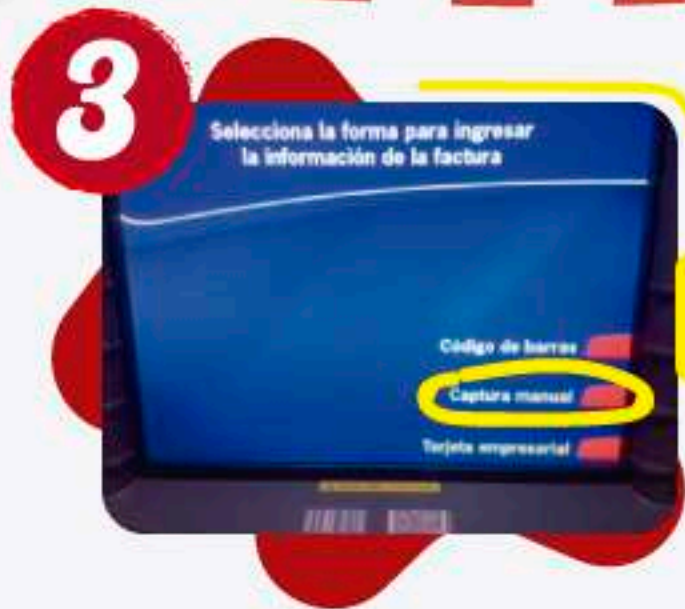 3
Selecciona la forma para ingresar
la información de la factura
Código de barras
Captura manual
Tarjeta empresarial